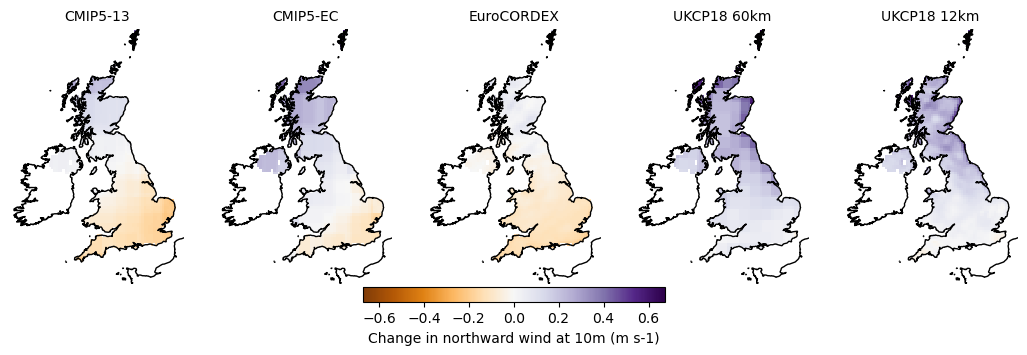 CMIP5-13 CMIP5-EC EuroCORDEX UKCP18 60km UKCP18 12km
−0.6 −0.4 −0.2 0.0 0.2 0.4 0.6
Change in northward wind at 10m (m s-1)